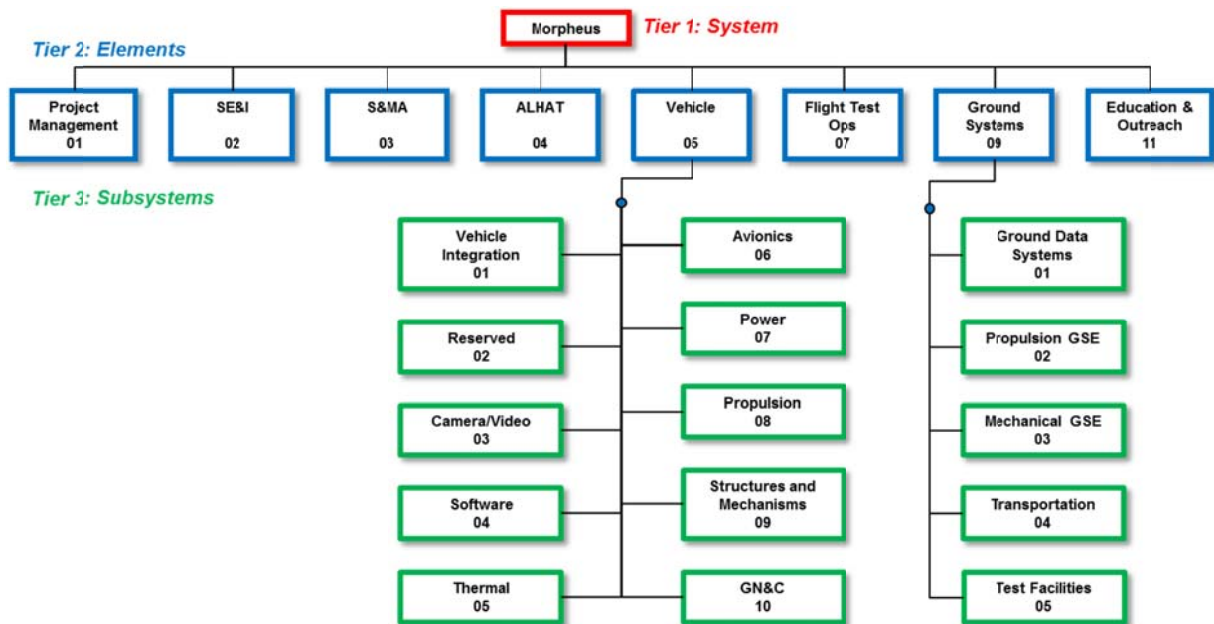 Morpheus
Tier 1: System
Tier 2: Elements
Project
Management
01
SE&I
02
S&MA
03
ALHAT
04
Vehicle
05
Flight Test
Ops
07
Ground
Systems
09
Education &
Outreach
11
Tier 3: Subsystems
Vehicle
Integration
01
Reserved
02
Camera/Video
03
Software
04
Thermal
05
Avionics
06
Power
07
Propulsion
08
Structures and
Mechanisms
09
GN&C
10
Ground Data
Systems
01
Propulsion GSE
02
Mechanical GSE
03
Transportation
04
Test Facilities
05